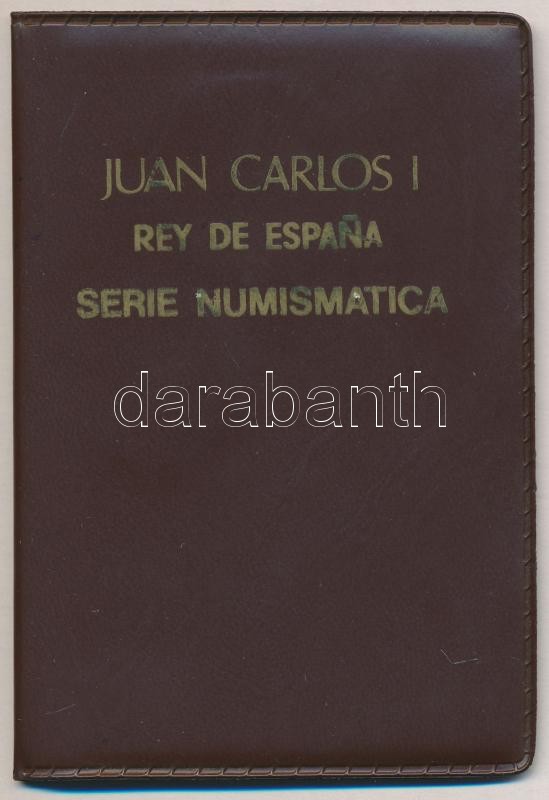 JUAN CARLOS I
REY DE ESPAÑA
SERIE NUMISMATICA
darabanth